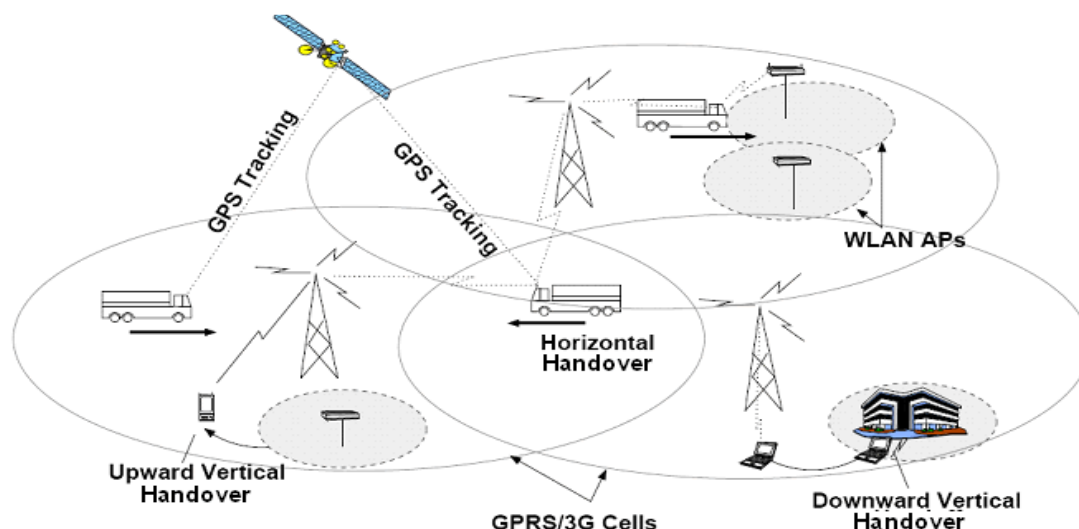 GPS Tracking
GPS Tracking
WLAN APs
Horizontal
Handover
Upward Vertical
Handover
Downward Vertical
Handover
GPRS/3G Cells